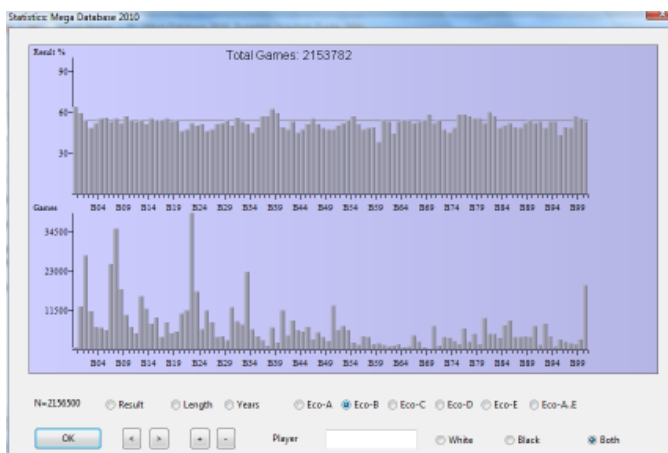 Statistics: Mega Database 2010
Result %
Total Games: 2153782
90
60
30
B04 B09 B14 B19 B24 B29 B34 B39 B44 B49 B54 B59 B64 B69 B74 B79 B84 B89 B94 B99
Games
34500
23000
11500
B04 B09 B14 B19 B24 B29 B34 B39 B44 B49 B54 B59 B64 B69 B74 B79 B84 B89 B94 B99
N=2156500 Result Length Years Eco-A Eco-B Eco-C Eco-D Eco-E Eco-A..E
OK < > + - Player White Black Both